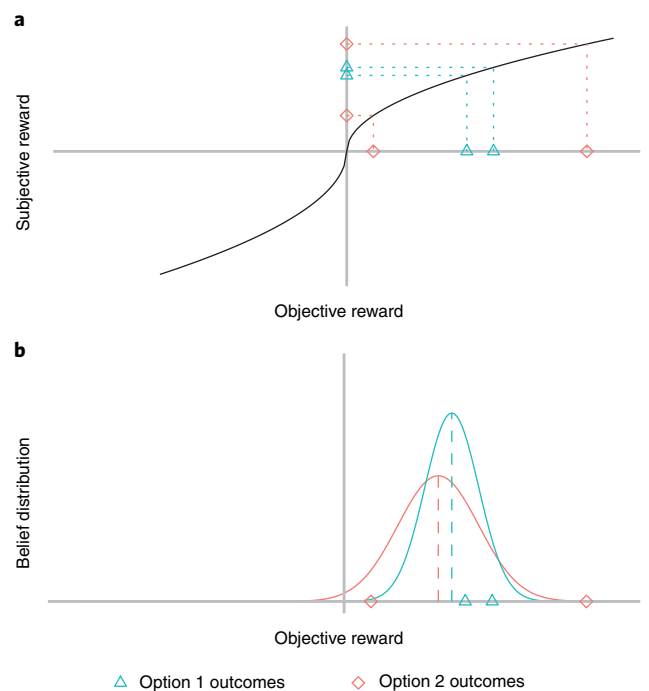 a
Subjective reward
Objective reward
b
Belief distribution
Objective reward
Option 1 outcomes
Option 2 outcomes